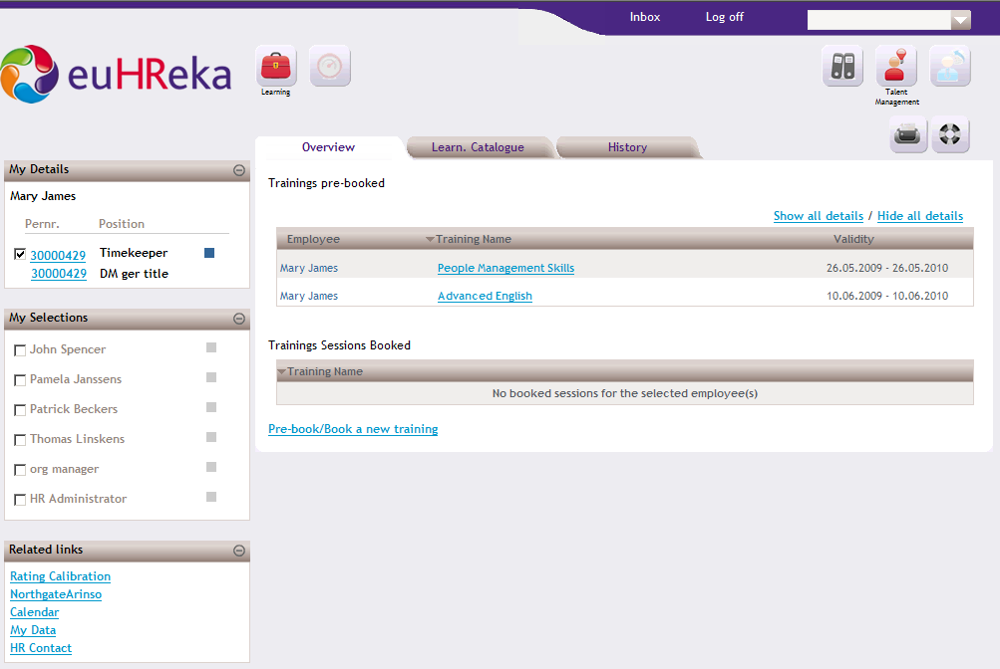 Inbox Log off
euHReka
Learning
Talent
Management
Overview Learn. Catalogue History
My Details
Mary James
Pernr. Position
30000429 Timekeeper
30000429 DM ger title
My Selections
John Spencer
Pamela Janssens
Patrick Beckers
Thomas Linskens
org manager
HR Administrator
Related links
Rating Calibration
NorthgateArinso
Calendar
My Data
HR Contact
Trainings pre-booked
Show all details / Hide all details
Employee Training Name Validity
Mary James People Management Skills 26.05.2009 - 26.05.2010
Mary James Advanced English 10.06.2009 - 10.06.2010
Trainings Sessions Booked
Training Name
No booked sessions for the selected employee(s)
Pre-book/Book a new training